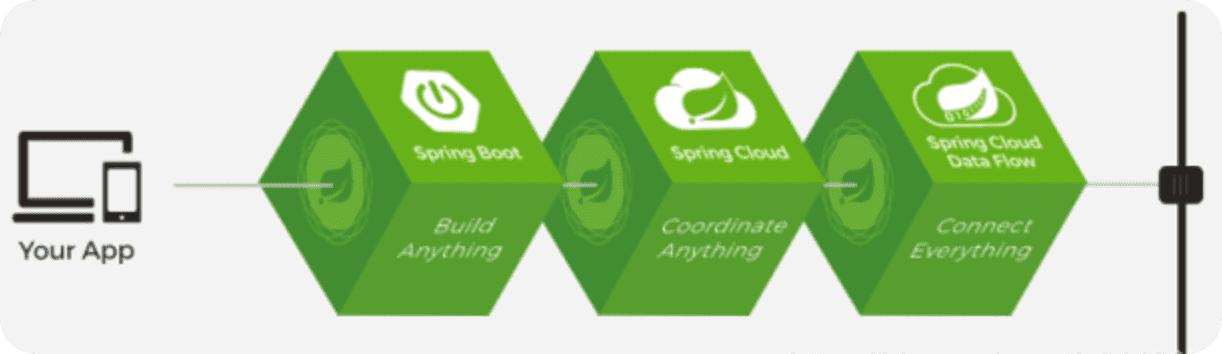 Your App
Spring Boot
Build
Anything
Spring Cloud
Coordinate
Anything
Spring Cloud
Data Flow
Connect
Everything